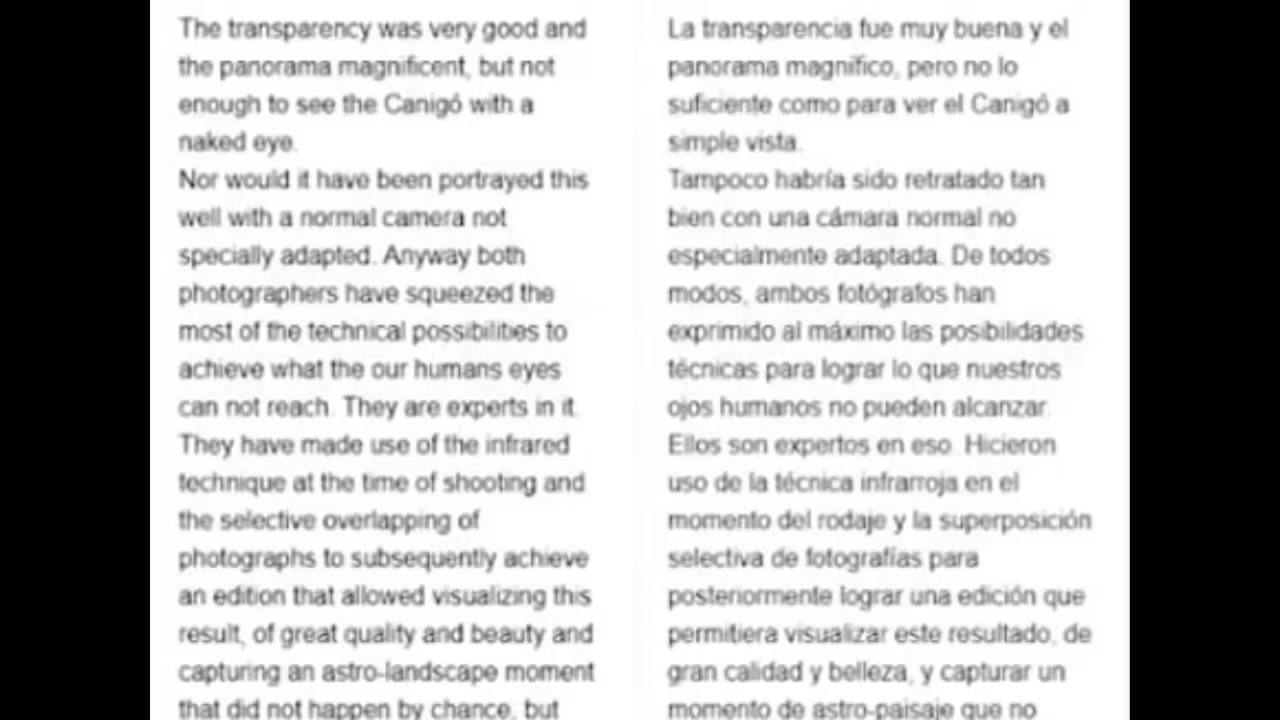 The transparency was very good and
the panorama magnificent, but not
enough to see the Canigó with a
naked eye.
Nor would it have been portrayed this
well with a normal camera not
specially adapted. Anyway both
photographers have squeezed the
most of the technical possibilities to
achieve what the our humans eyes
can not reach. They are experts in it.
They have made use of the infrared
technique at the time of shooting and
the selective overlapping of
photographs to subsequently achieve
an edition that allowed visualizing this
result, of great quality and beauty and
capturing an astro-landscape moment
that did not happen by chance, but
La transparencia fue muy buena y el
panorama magnífico, pero no lo
suficiente como para ver el Canigó a
simple vista.
Tampoco habría sido retratado tan
bien con una cámara normal no
especialmente adaptada. De todos
modos, ambos fotógrafos han
exprimido al máximo las posibilidades
técnicas para lograr lo que nuestros
ojos humanos no pueden alcanzar.
Ellos son expertos en eso. Hicieron
uso de la técnica infrarroja en el
momento del rodaje y la superposición
selectiva de fotografías para
posteriormente lograr una edición que
permitiera visualizar este resultado, de
gran calidad y belleza, y capturar un
momento de astro-paisaje que no